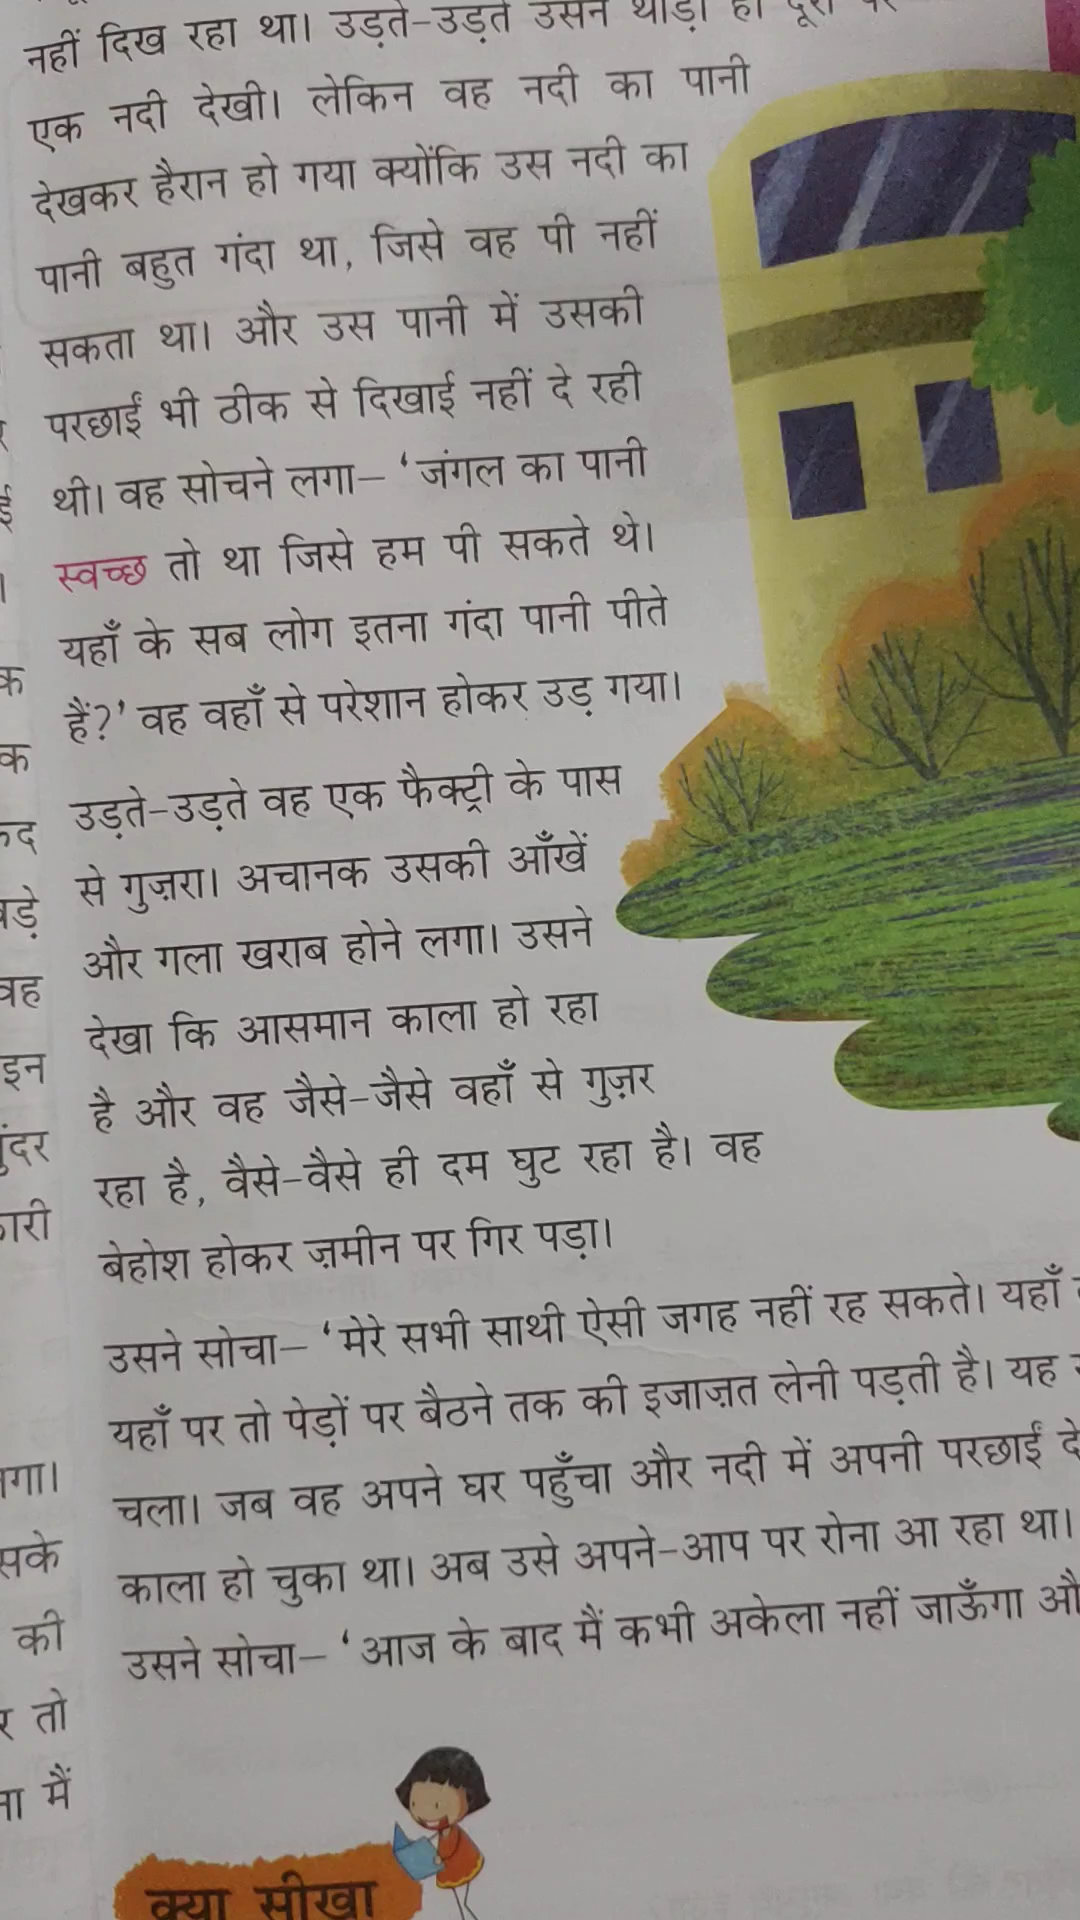 नहीं दिख रहा था। उड़ते-उड़ते उसने थोड़ी ही दूरी पर
एक नदी देखी। लेकिन वह नदी का पानी
देखकर हैरान हो गया क्योंकि उस नदी का
पानी बहुत गंदा था, जिसे वह पी नहीं
सकता था। और उस पानी में उसकी
परछाईं भी ठीक से दिखाई नहीं दे रही
थी। वह सोचने लगा– ‘जंगल का पानी
स्वच्छ तो था जिसे हम पी सकते थे।
यहाँ के सब लोग इतना गंदा पानी पीते
हैं?’ वह वहाँ से परेशान होकर उड़ गया।
उड़ते-उड़ते वह एक फैक्ट्री के पास
से गुज़रा। अचानक उसकी आँखें
और गला खराब होने लगा। उसने
देखा कि आसमान काला हो रहा
है और वह जैसे-जैसे वहाँ से गुज़र
रहा है, वैसे-वैसे ही दम घुट रहा है। वह
बेहोश होकर ज़मीन पर गिर पड़ा।
उसने सोचा– ‘मेरे सभी साथी ऐसी जगह नहीं रह सकते। यहाँ
यहाँ पर तो पेड़ों पर बैठने तक की इजाज़त लेनी पड़ती है। यह
चला। जब वह अपने घर पहुँचा और नदी में अपनी परछाईं
काला हो चुका था। अब उसे अपने-आप पर रोना आ रहा था।
उसने सोचा– ‘आज के बाद मैं कभी अकेला नहीं जाऊँगा
वह
इन
की
तो
मैं
क्या सीखा